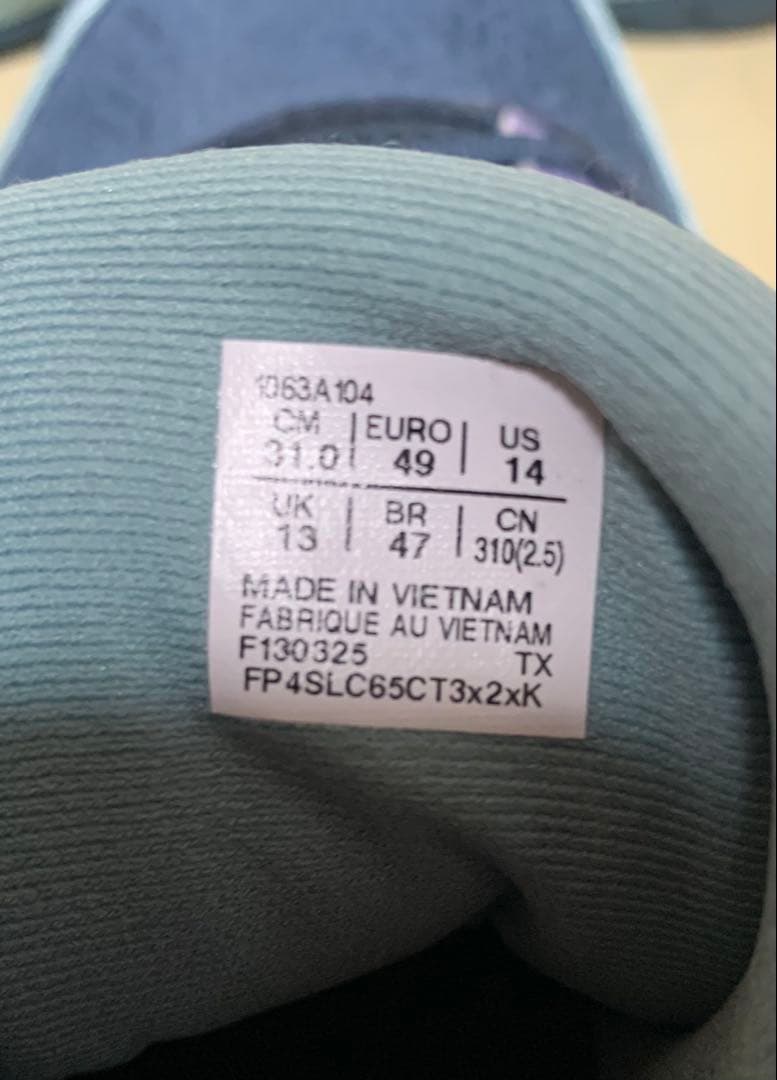 1063A104
CM | EURO | US
31.0 | 49 | 14
UK | BR | CN
13 | 47 | 310(2.5)
MADE IN VIETNAM
FABRIQUE AU VIETNAM
F130325 TX
FP4SLC65CT3x2xK